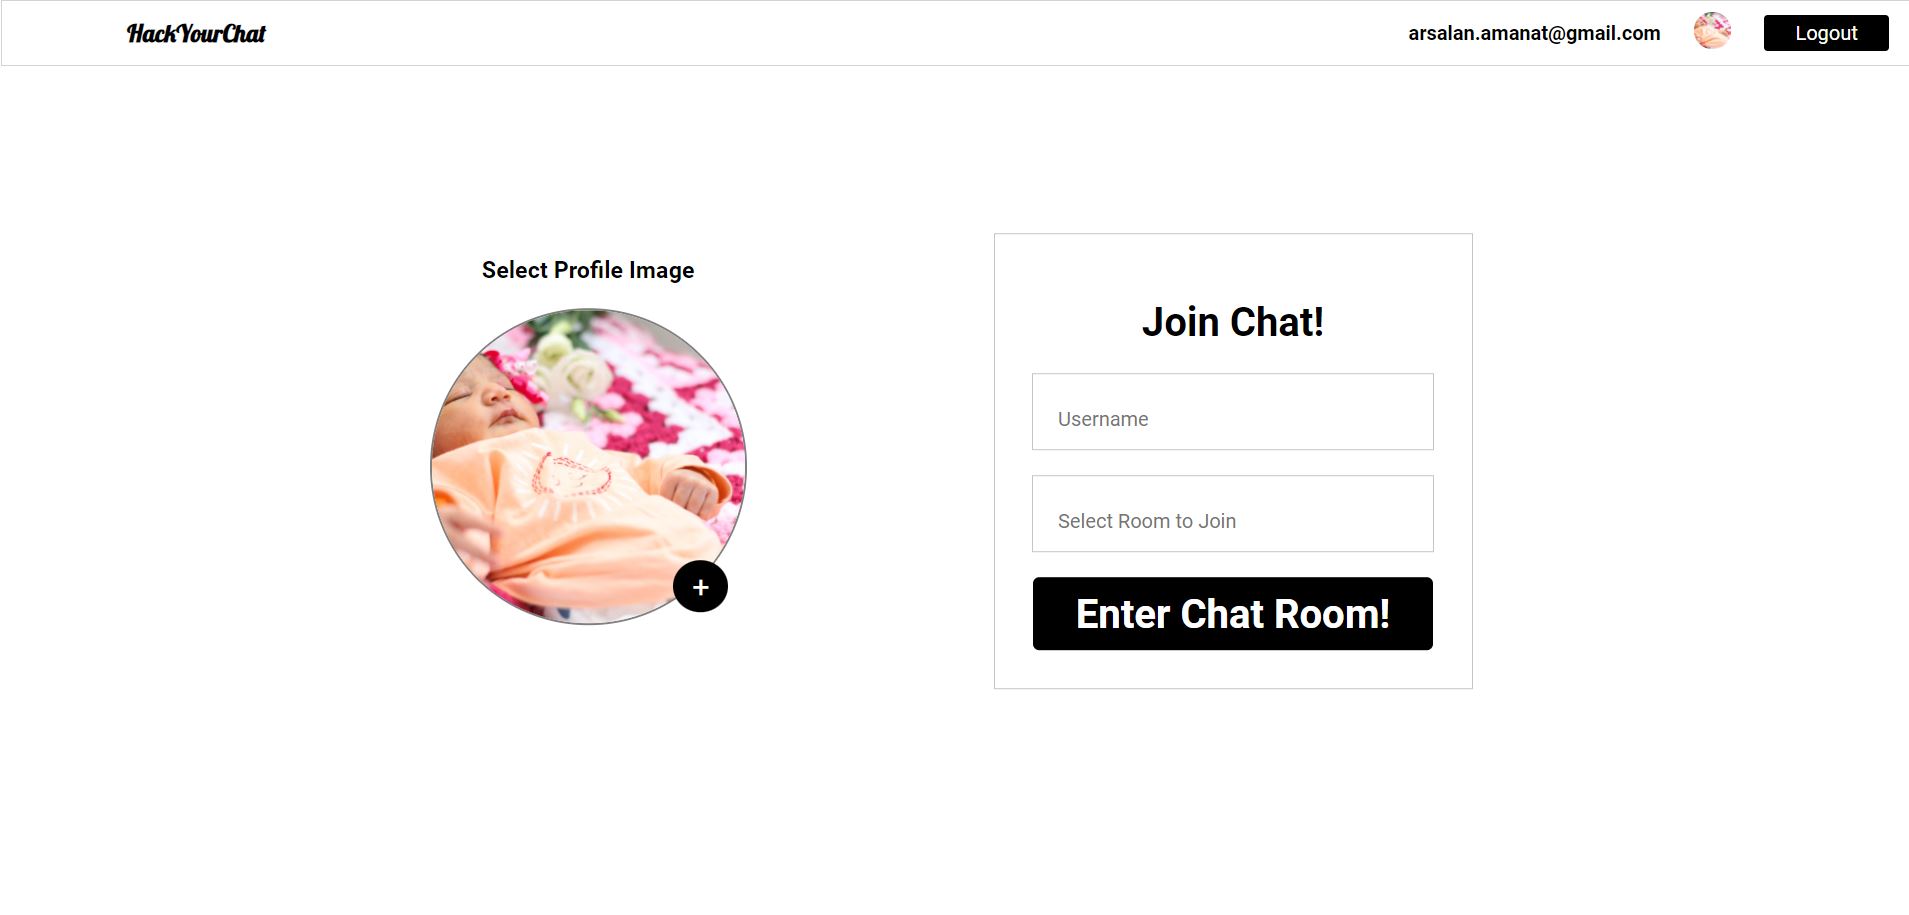 HackYourChat
arsalan.amanat@gmail.com
Logout
Select Profile Image
+
Join Chat!
Username
Select Room to Join
Enter Chat Room!